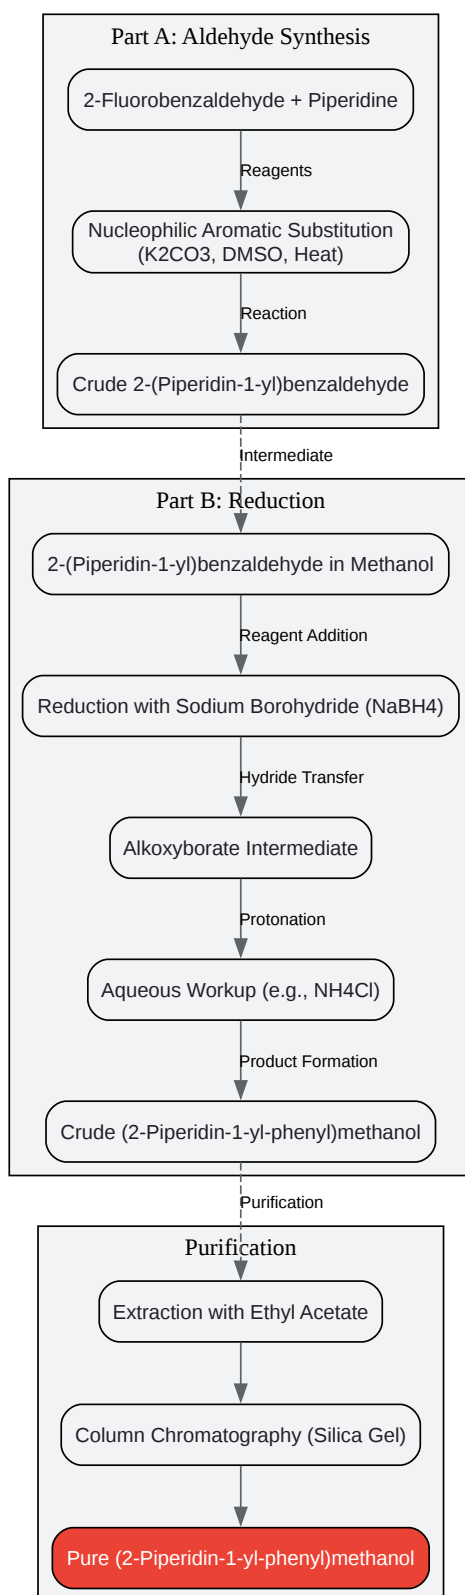 Part A: Aldehyde Synthesis
2-Fluorobenzaldehyde + Piperidine
Reagents
Nucleophilic Aromatic Substitution
(K2CO3, DMSO, Heat)
Reaction
Crude 2-(Piperidin-1-yl)benzaldehyde
Intermediate
Part B: Reduction
2-(Piperidin-1-yl)benzaldehyde in Methanol
Reagent Addition
Reduction with Sodium Borohydride (NaBH4)
Hydride Transfer
Alkoxyborate Intermediate
Protonation
Aqueous Workup (e.g., NH4Cl)
Product Formation
Crude (2-Piperidin-1-yl-phenyl)methanol
Purification
Purification
Extraction with Ethyl Acetate
Column Chromatography (Silica Gel)
Pure (2-Piperidin-1-yl-phenyl)methanol